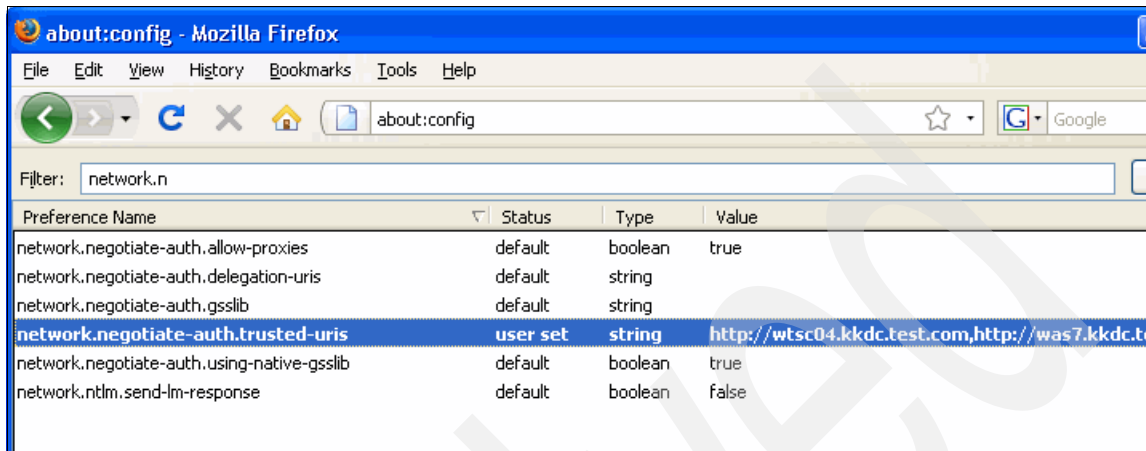 about:config - Mozilla Firefox
File Edit View History Bookmarks Tools Help
about:config Google
Filter: network.n
Preference Name Status Type Value
network.negotiate-auth.allow-proxies default boolean true
network.negotiate-auth.delegation-uris default string
network.negotiate-auth.gsslib default string
network.negotiate-auth.trusted-uris user set string http://wtsc04.kkdc.test.com,http://was7.kkdc.t
network.negotiate-auth.using-native-gsslib default boolean true
network.ntlm.send-lm-response default boolean false